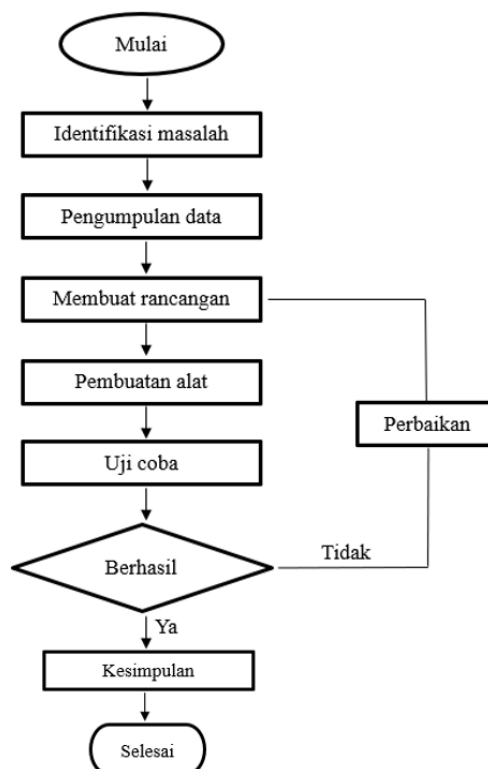 Mulai
Identifikasi masalah
Pengumpulan data
Membuat rancangan
Pembuatan alat
Perbaikan
Uji coba
Berhasil
Tidak
Ya
Kesimpulan
Selesai